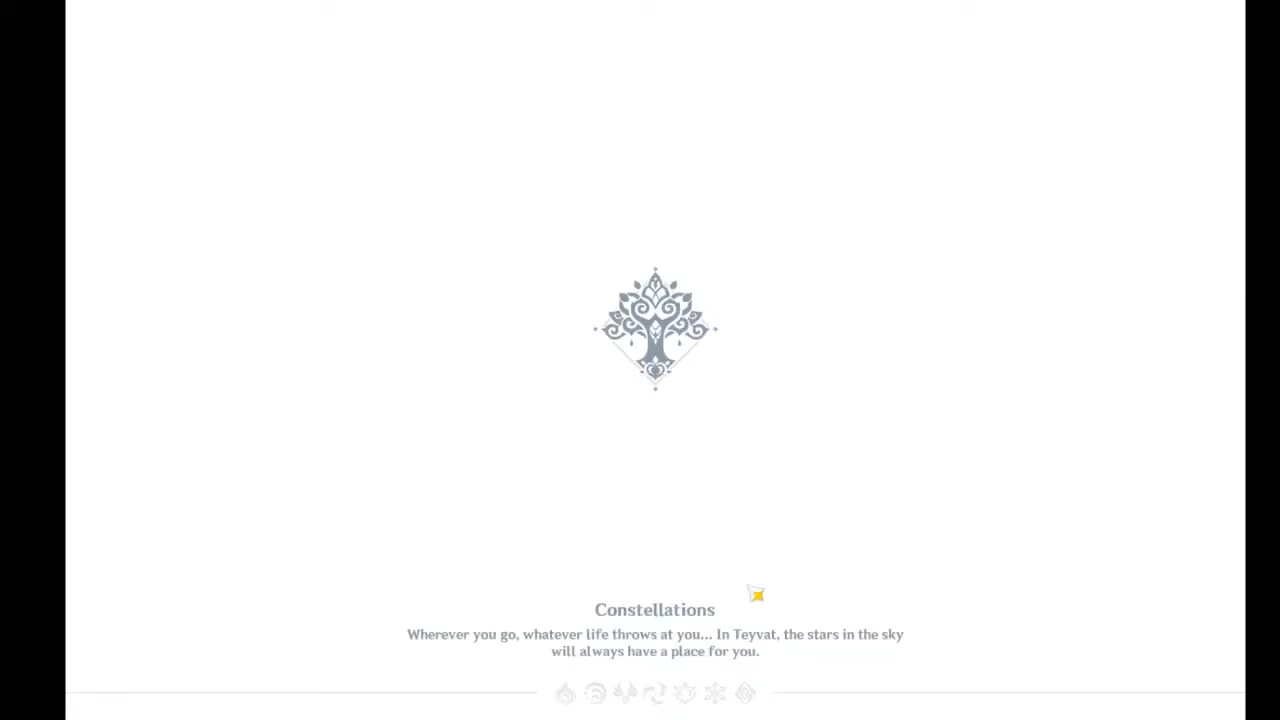 Constellations
Wherever you go, whatever life throws at you... In Teyvat, the stars in the sky
will always have a place for you.